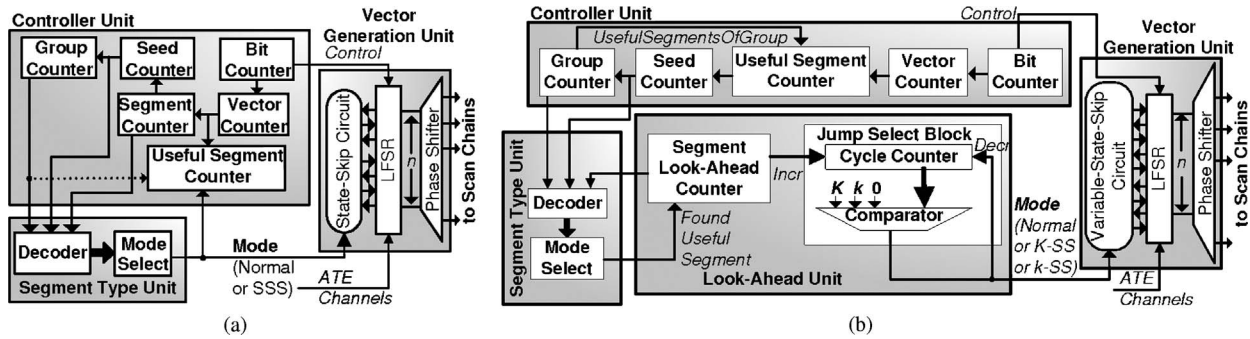 Controller Unit
Group
Counter
Seed
Counter
Bit
Counter
Control
Segment
Counter
Vector
Counter
Useful Segment
Counter
Decoder
Mode
Select
Segment Type Unit
Mode
(Normal
or SSS)
ATE
Channels
Vector
Generation Unit
State-Skip Circuit
LFSR
n
Phase Shifter
to Scan Chains
(a)
Controller Unit
Control
UsefulSegmentsOfGroup
Group
Counter
Seed
Counter
Useful Segment
Counter
Vector
Counter
Bit
Counter
Segment Type Unit
Decoder
Mode
Select
Segment
Look-Ahead
Counter
Found
Useful
Segment
Incr
Jump Select Block
Decr
Cycle Counter
K k 0
Comparator
Look-Ahead Unit
Mode
(Normal
or K-SS
or k-SS)
ATE
Channels
Vector
Generation Unit
Variable-State-Skip
Circuit
LFSR
n
Phase Shifter
to Scan Chains
(b)